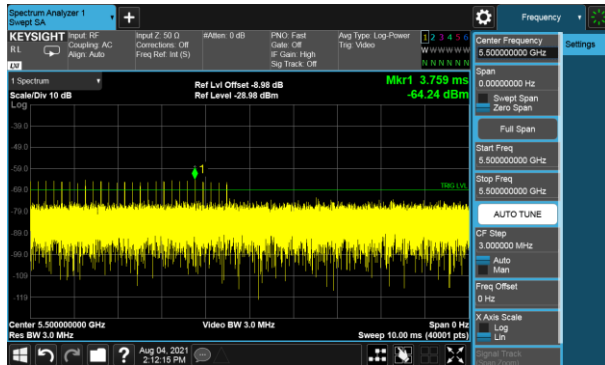 Spectrum Analyzer 1
Swept SA
Frequency
KEYSIGHT
RL
LXI
Input: RF
Coupling: AC
Align: Auto
Input Z: 50 Ω
Corrections: Off
Freq Ref: Int (S)
#Atten: 0 dB
PNO: Fast
Gate: Off
IF Gain: High
Sig Track: Off
Avg Type: Log-Power
Trig: Video
1 2 3 4 5 6
W W W W W W
N N N N N N
1 Spectrum
Scale/Div 10 dB
Log
Ref Lvl Offset -8.98 dB
Ref Level -28.98 dBm
Mkr1 3.759 ms
-64.24 dBm
-39.0
-49.0
-59.0
-69.0
-79.0
-89.0
-99.0
-109
-119
1
TRIG LVL
Center 5.500000000 GHz
Res BW 3.0 MHz
Video BW 3.0 MHz
Span 0 Hz
Sweep 10.00 ms (40001 pts)
Center Frequency
5.500000000 GHz
Settings
Span
0.00000000 Hz
Swept Span
Zero Span
Full Span
Start Freq
5.500000000 GHz
Stop Freq
5.500000000 GHz
AUTO TUNE
CF Step
3.000000 MHz
Auto
Man
Freq Offset
0 Hz
X Axis Scale
Log
Lin
Signal Track
(Span Zoom)
?
Aug 04, 2021
2:12:15 PM